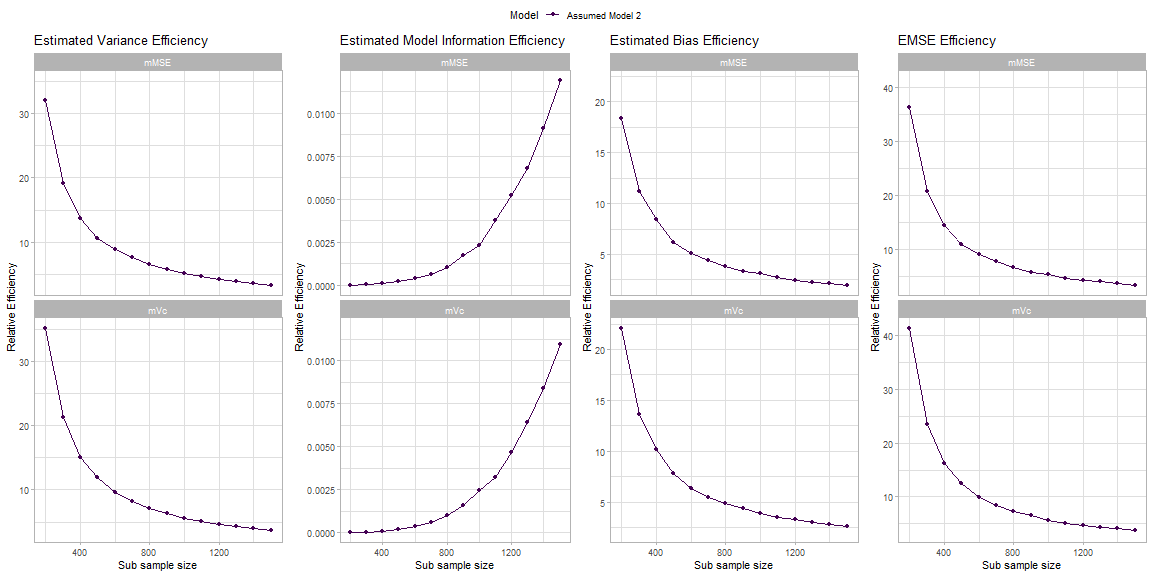 Model Assumed Model 2
Estimated Variance Efficiency
mMSE
30
20
10
mVc
30
20
10
Relative Efficiency
400 800 1200
Sub sample size
Estimated Model Information Efficiency
mMSE
0.0100
0.0075
0.0050
0.0025
0.0000
mVc
0.0100
0.0075
0.0050
0.0025
0.0000
Relative Efficiency
400 800 1200
Sub sample size
Estimated Bias Efficiency
mMSE
20
15
10
5
mVc
20
15
10
5
Relative Efficiency
400 800 1200
Sub sample size
EMSE Efficiency
mMSE
40
30
20
10
mVc
40
30
20
10
Relative Efficiency
400 800 1200
Sub sample size